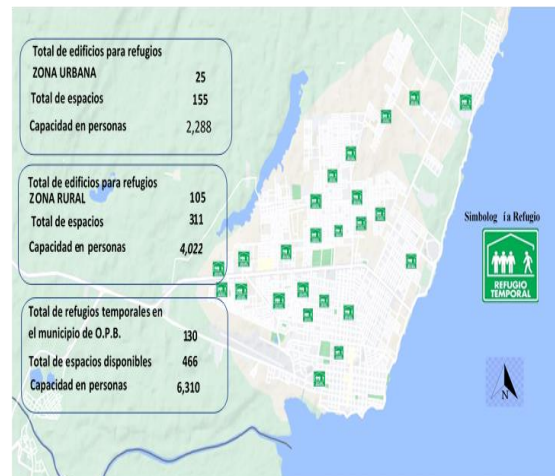 Total de edificios para refugios
ZONA URBANA 25
Total de espacios 155
Capacidad en personas 2,288
Total de edificios para refugios
ZONA RURAL 105
Total de espacios 311
Capacidad en personas 4,022
Total de refugios temporales en
el municipio de O.P.B. 130
Total de espacios disponibles 466
Capacidad en personas 6,310
Simbolog ía Refugio
REFUGIO
TEMPORAL
N